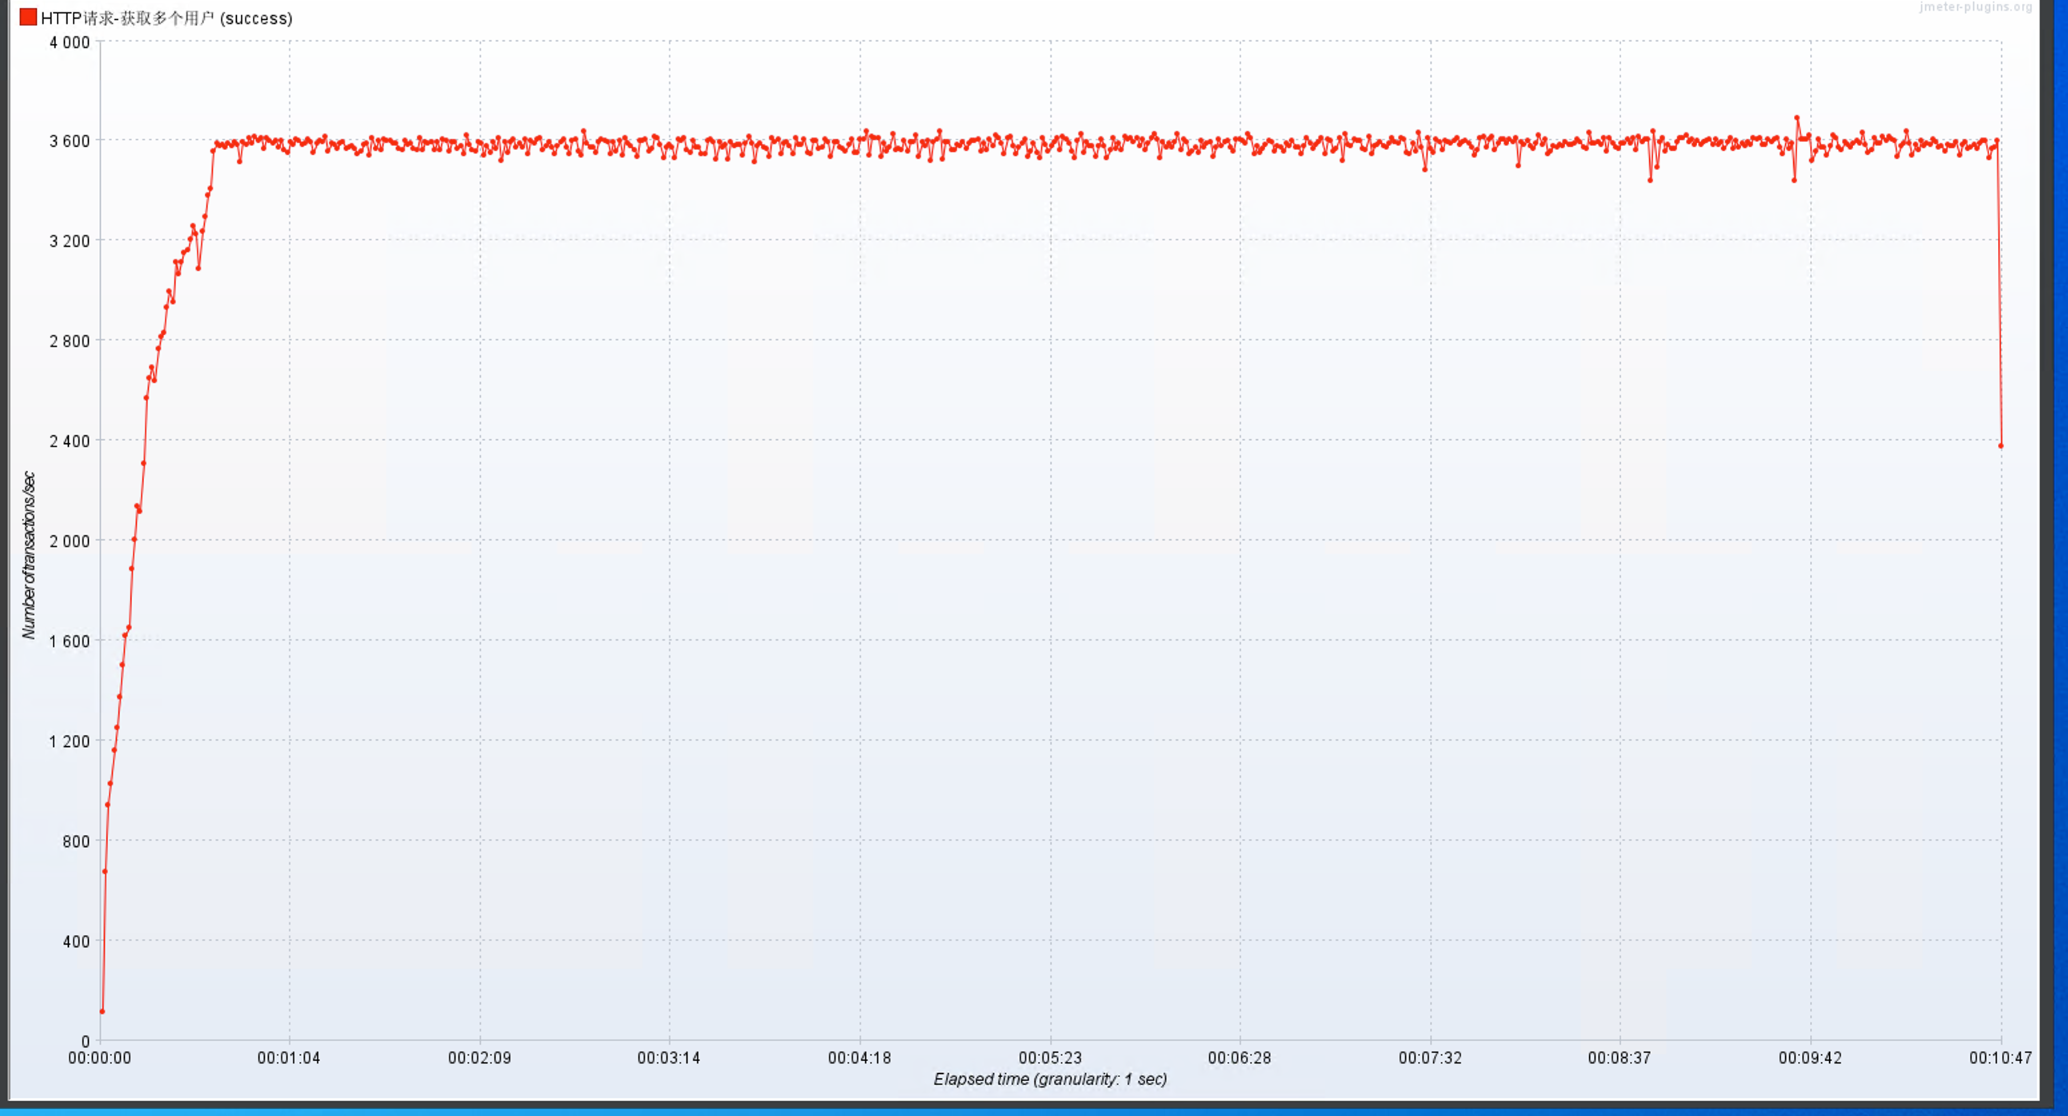 HTTP请求-获取多个用户 (success)
jmeter-plugins.org
4 000
3 600
3 200
2 800
2 400
2 000
1 600
1 200
800
400
0
Number of transactions/sec
00:00:00 00:01:04 00:02:09 00:03:14 00:04:18 00:05:23 00:06:28 00:07:32 00:08:37 00:09:42 00:10:47
Elapsed time (granularity: 1 sec)